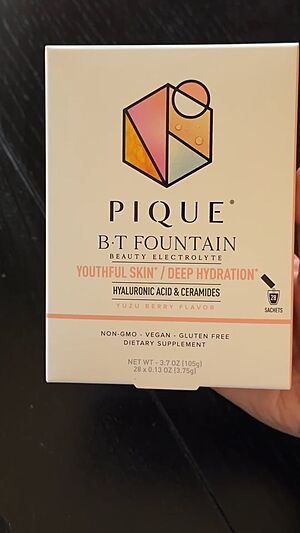 PIQUE®
B·T FOUNTAIN
BEAUTY ELECTROLYTE
YOUTHFUL SKIN* / DEEP HYDRATION*
HYALURONIC ACID & CERAMIDES
YUZU BERRY FLAVOR
28
SACHETS
NON-GMO - VEGAN - GLUTEN FREE
DIETARY SUPPLEMENT
NET WT - 3.7 OZ (105g)
28 x 0.13 OZ (3.75g)